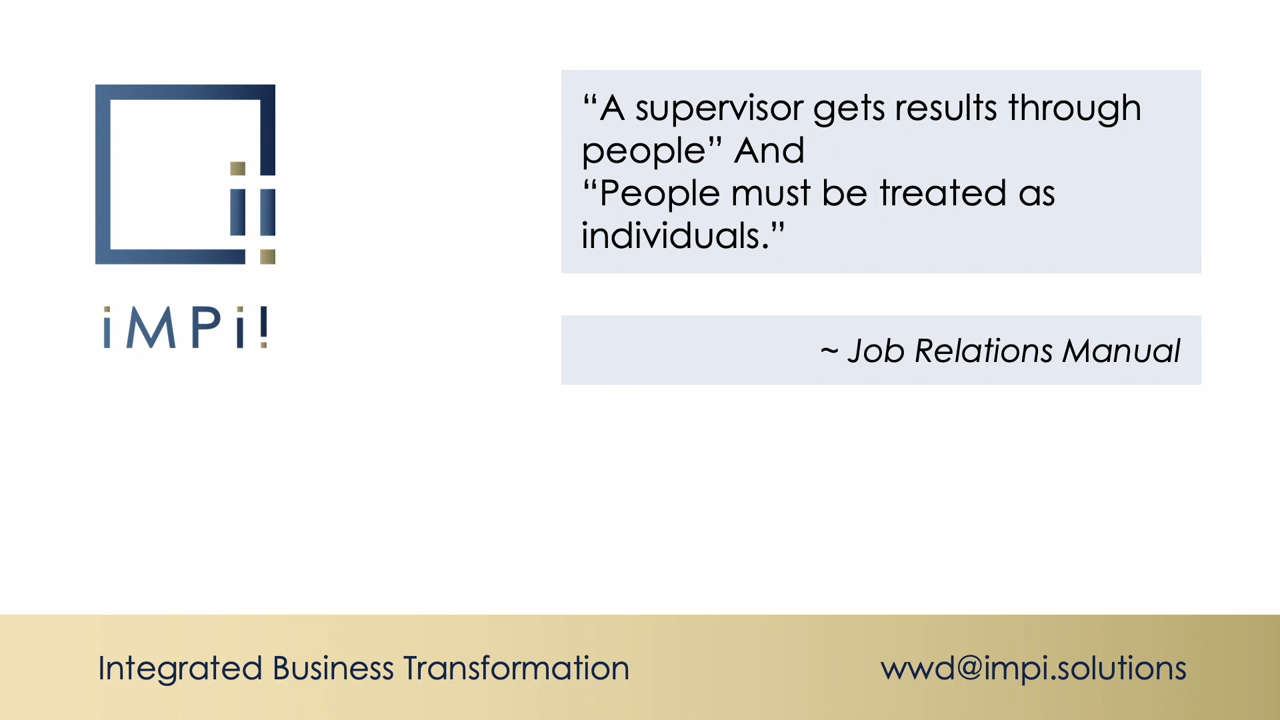 iMPi!
“A supervisor gets results through
people” And
“People must be treated as
individuals.”
~ Job Relations Manual
Integrated Business Transformation
wwd@impi.solutions